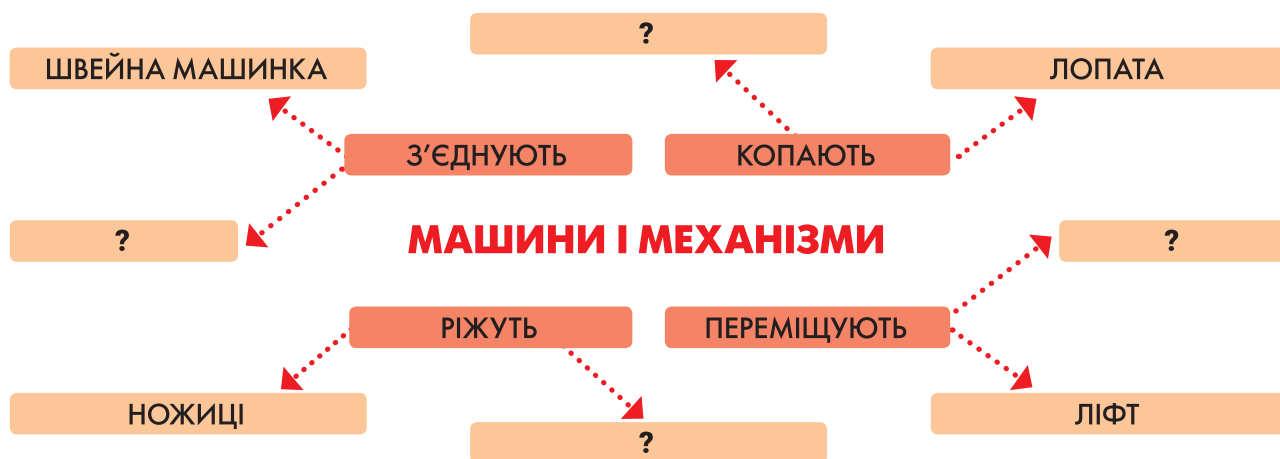 ?
ШВЕЙНА МАШИНКА
ЛОПАТА
З’ЄДНУЮТЬ
КОПАЮТЬ
?
МАШИНИ І МЕХАНІЗМИ
?
РІЖУТЬ
ПЕРЕМІЩУЮТЬ
НОЖИЦІ
ЛІФТ
?